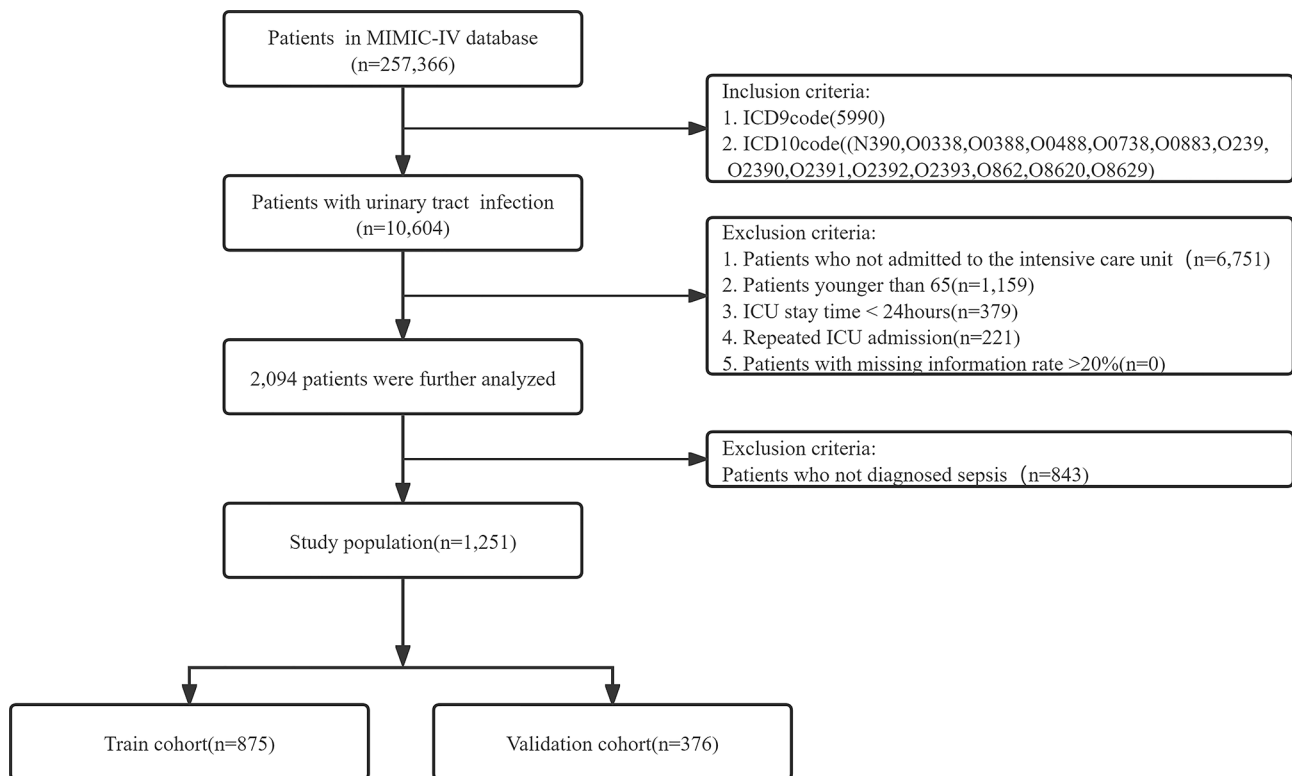 Patients in MIMIC-IV database
(n=257,366)
Inclusion criteria:
1. ICD9code(5990)
2. ICD10code((N390,O0338,O0388,O0488,O0738,O0883,O239,
O2390,O2391,O2392,O2393,O862,O8620,O8629)
Patients with urinary tract infection
(n=10,604)
Exclusion criteria:
1. Patients who not admitted to the intensive care unit（n=6,751)
2. Patients younger than 65(n=1,159)
3. ICU stay time < 24hours(n=379)
4. Repeated ICU admission(n=221)
5. Patients with missing information rate >20%(n=0)
2,094 patients were further analyzed
Exclusion criteria:
Patients who not diagnosed sepsis（n=843)
Study population(n=1,251)
Train cohort(n=875)
Validation cohort(n=376)